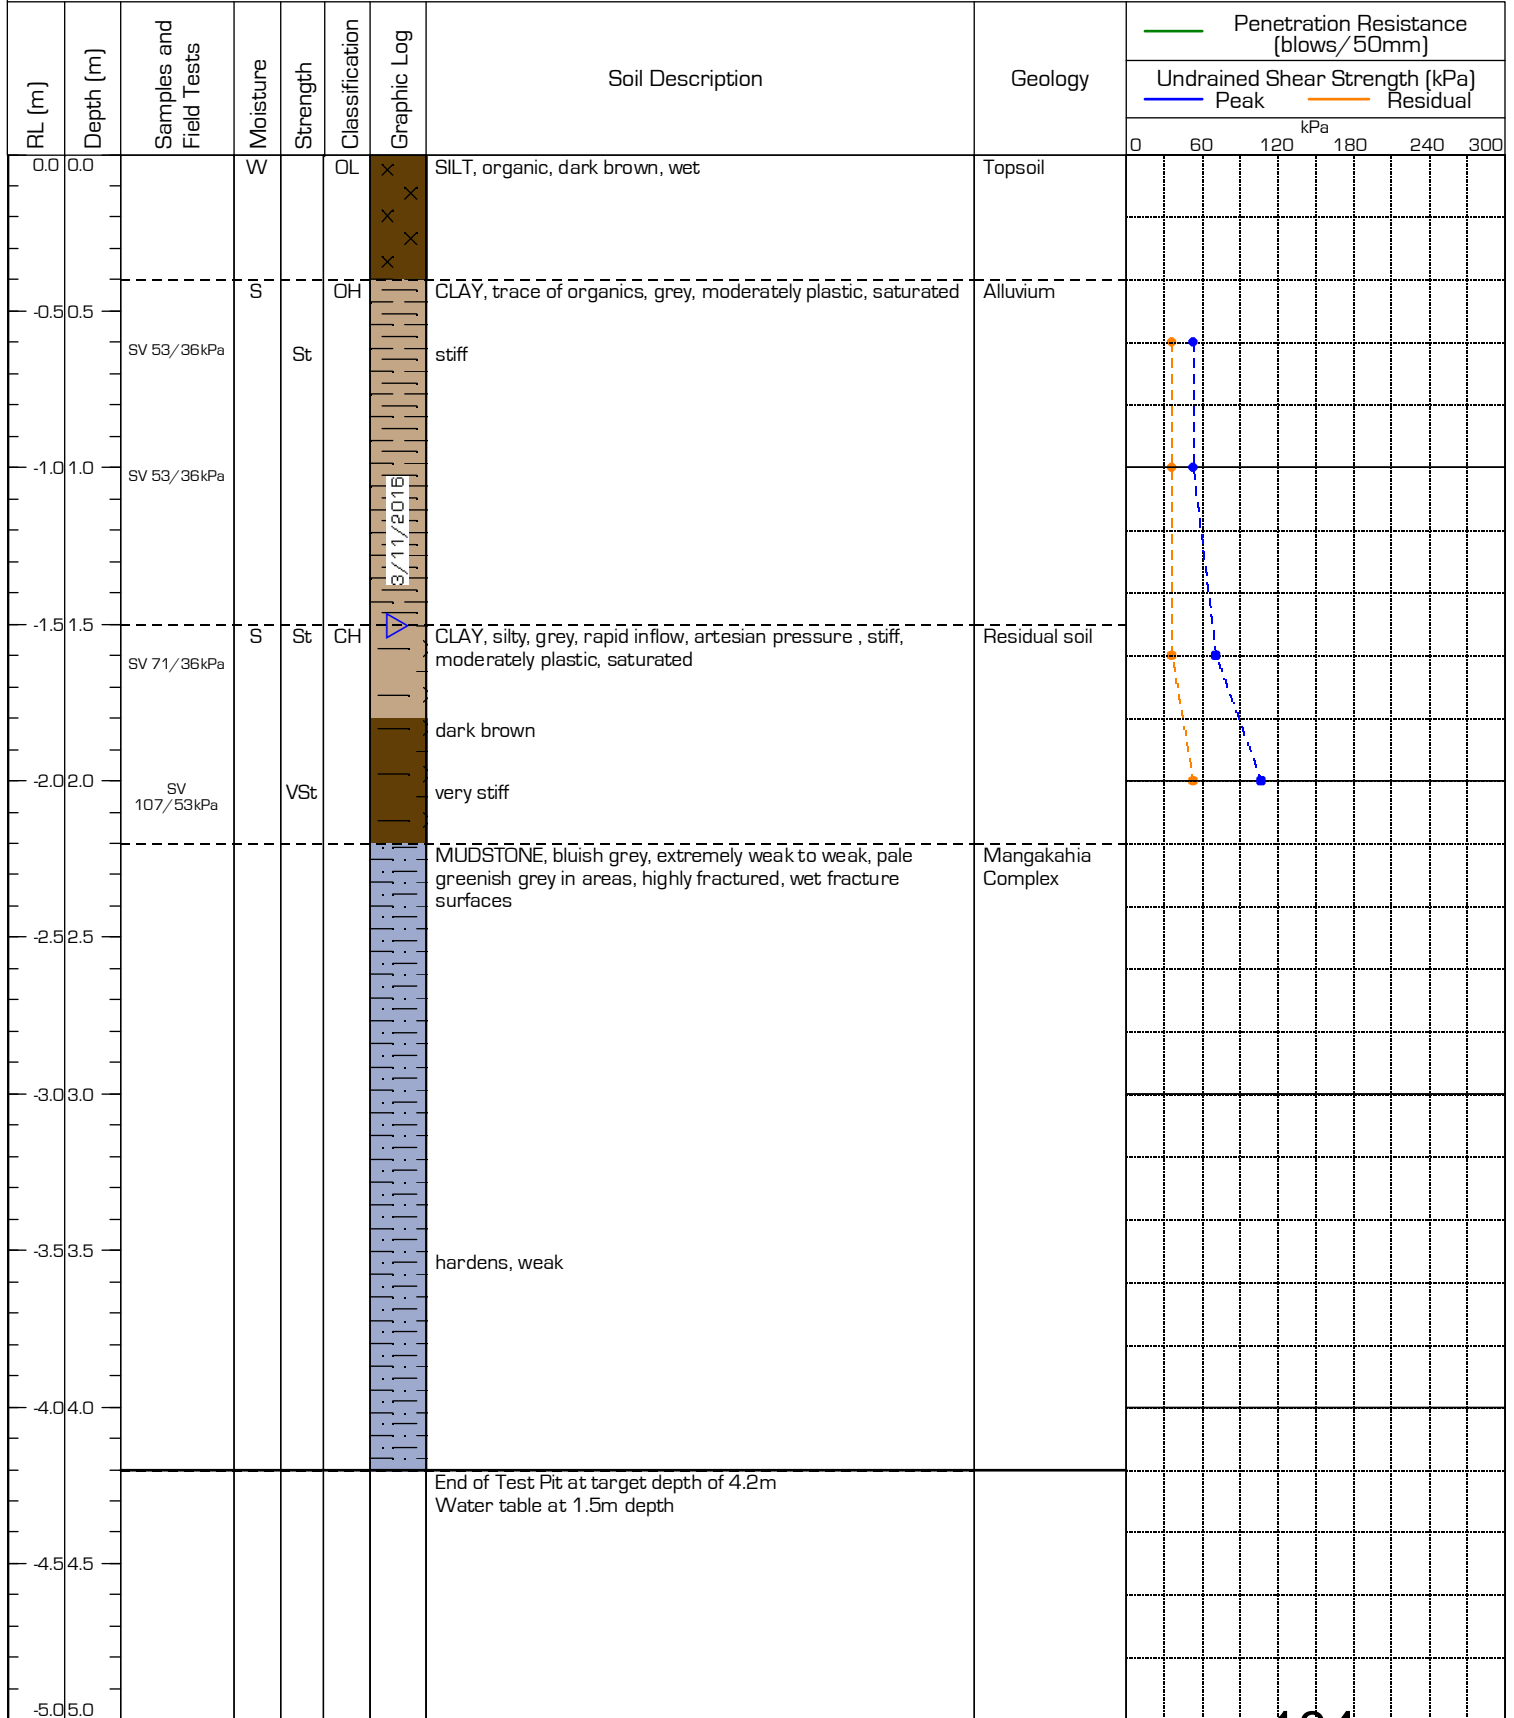 RL (m)
Depth (m)
Samples and
Field Tests
Moisture
Strength
Classification
Graphic Log
Soil Description
Geology
Penetration Resistance
(blows/50mm)
Undrained Shear Strength (kPa)
Peak Residual
kPa
0 60 120 180 240 300
0.0 0.0 W OL SILT, organic, dark brown, wet Topsoil
S OH CLAY, trace of organics, grey, moderately plastic, saturated Alluvium
-0.5 0.5
SV 53/36kPa St stiff
-1.0 1.0
SV 53/36kPa
3/11/2016
-1.5 1.5
S St CH CLAY, silty, grey, rapid inflow, artesian pressure , stiff, Residual soil
moderately plastic, saturated
SV 71/36kPa
dark brown
-2.0 2.0
SV
107/53kPa
VSt very stiff
MUDSTONE, bluish grey, extremely weak to weak, pale Mangakahia
greenish grey in areas, highly fractured, wet fracture Complex
surfaces
-2.5 2.5
-3.0 3.0
-3.5 3.5
hardens, weak
-4.0 4.0
End of Test Pit at target depth of 4.2m
Water table at 1.5m depth
-4.5 4.5
-5.0 5.0